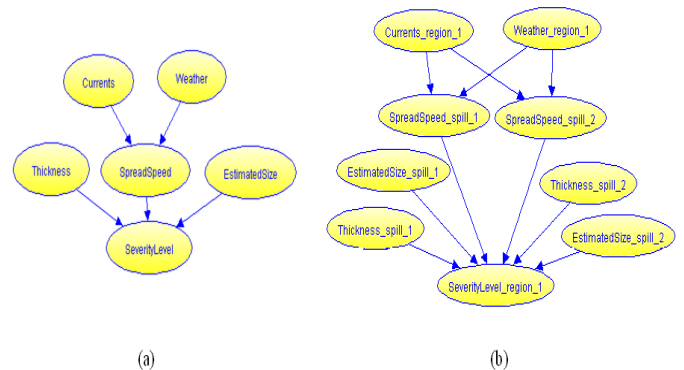 Currents
Weather
Thickness
SpreadSpeed
EstimatedSize
SeverityLevel
(a)
Currents_region_1
Weather_region_1
SpreadSpeed_spill_1
SpreadSpeed_spill_2
EstimatedSize_spill_1
Thickness_spill_2
Thickness_spill_1
EstimatedSize_spill_2
SeverityLevel_region_1
(b)